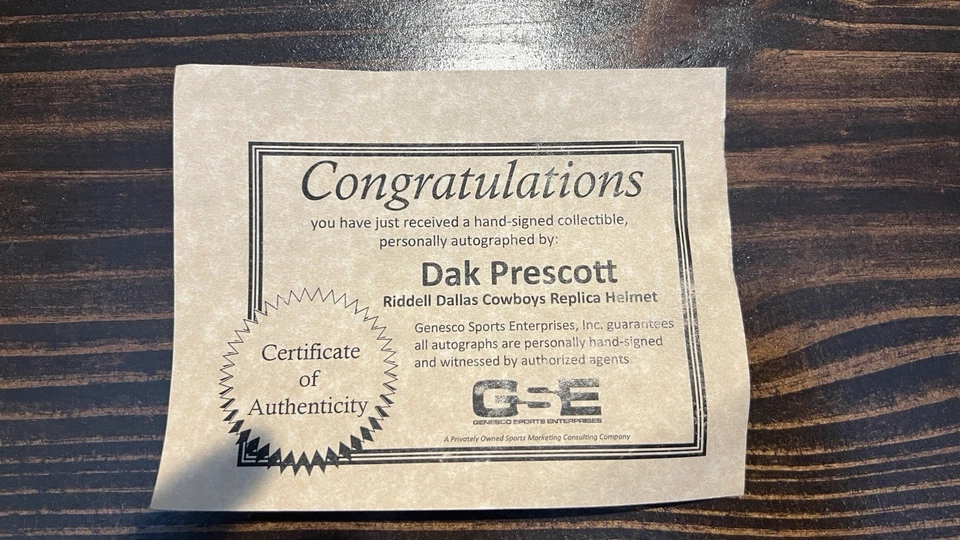 Congratulations
you have just received a hand-signed collectible,
personally autographed by:
Dak Prescott
Riddell Dallas Cowboys Replica Helmet
Genesco Sports Enterprises, Inc. guarantees
all autographs are personally hand-signed
and witnessed by authorized agents
Certificate
of
Authenticity
GSE
GENESCO SPORTS ENTERPRISES
A Privately Owned Sports Marketing Consulting Company